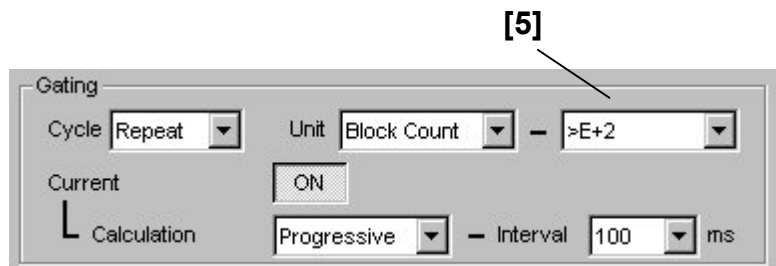 [5]
Gating
Cycle Repeat Unit Block Count – >E+2
Current ON
Calculation Progressive – Interval 100 ms